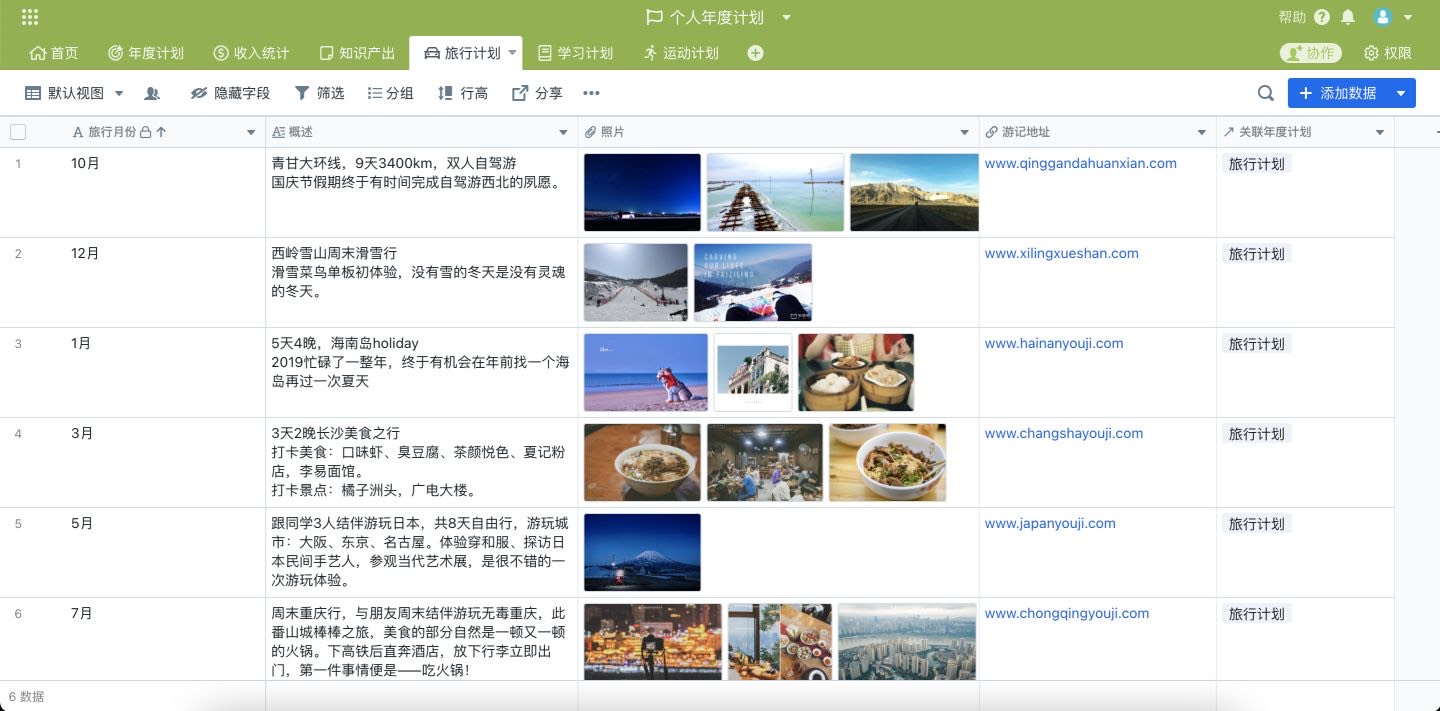 个人年度计划
帮助
首页
年度计划
收入统计
知识产出
旅行计划
学习计划
运动计划
协作
权限
默认视图
隐藏字段
筛选
分组
行高
分享
添加数据
旅行月份
概述
照片
游记地址
关联年度计划
1
10月
青甘大环线，9天3400km，双人自驾游
国庆节假期终于有时间完成自驾游西北的夙愿。
www.qinggandahuanxian.com
旅行计划
2
12月
西岭雪山周末滑雪行
滑雪菜鸟单板初体验，没有雪的冬天是没有灵魂
的冬天。
CARVING
OUR LIVES
IN TAIZILING
www.xilingxueshan.com
旅行计划
3
1月
5天4晚，海南岛holiday
2019忙碌了一整年，终于有机会在年前找一个海
岛再过一次夏天
www.hainanyouji.com
旅行计划
4
3月
3天2晚长沙美食之行
打卡美食：口味虾、臭豆腐、茶颜悦色、夏记粉
店，李易面馆。
打卡景点：橘子洲头，广电大楼。
www.changshayouji.com
旅行计划
5
5月
跟同学3人结伴游玩日本，共8天自由行，游玩城
市：大阪、东京、名古屋。体验穿和服、探访日
本民间手艺人，参观当代艺术展，是很不错的一
次游玩体验。
www.japanyouji.com
旅行计划
6
7月
周末重庆行，与朋友周末结伴游玩无毒重庆，此
番山城棒棒之旅，美食的部分自然是一顿又一顿
的火锅。下高铁后直奔酒店，放下行李立即出
门，第一件事情便是——吃火锅！
www.chongqingyouji.com
旅行计划
6 数据